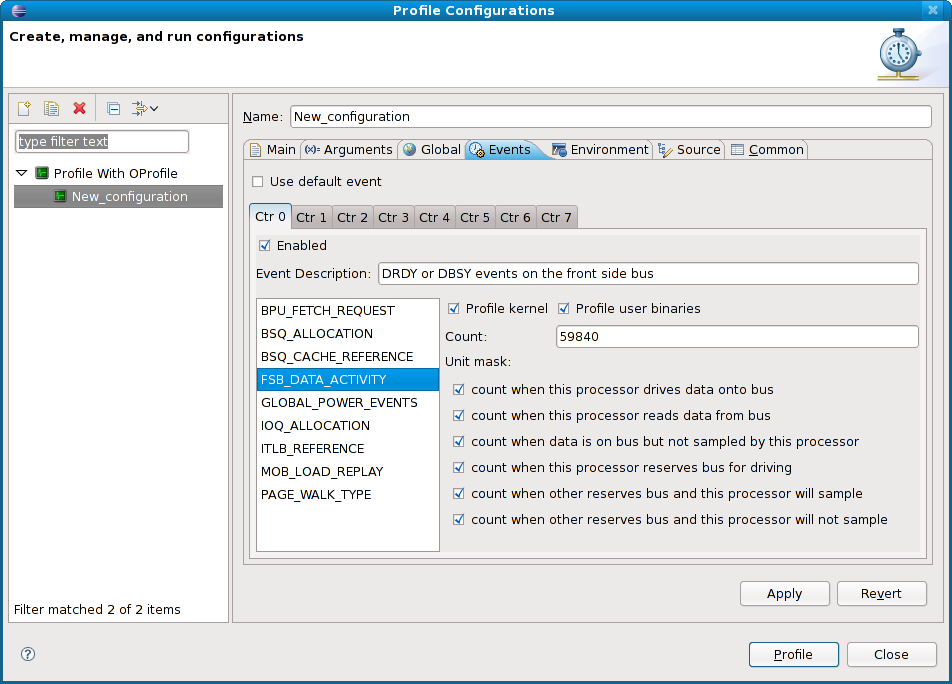 Profile Configurations
Create, manage, and run configurations
type filter text
Profile With OProfile
New_configuration
Filter matched 2 of 2 items
Name: New_configuration
Main (x)= Arguments Global Events Environment Source Common
Use default event
Ctr 0 Ctr 1 Ctr 2 Ctr 3 Ctr 4 Ctr 5 Ctr 6 Ctr 7
Enabled
Event Description: DRDY or DBSY events on the front side bus
BPU_FETCH_REQUEST
BSQ_ALLOCATION
BSQ_CACHE_REFERENCE
FSB_DATA_ACTIVITY
GLOBAL_POWER_EVENTS
IOQ_ALLOCATION
ITLB_REFERENCE
MOB_LOAD_REPLAY
PAGE_WALK_TYPE
Profile kernel Profile user binaries
Count: 59840
Unit mask:
count when this processor drives data onto bus
count when this processor reads data from bus
count when data is on bus but not sampled by this processor
count when this processor reserves bus for driving
count when other reserves bus and this processor will sample
count when other reserves bus and this processor will not sample
Apply Revert
? Profile Close